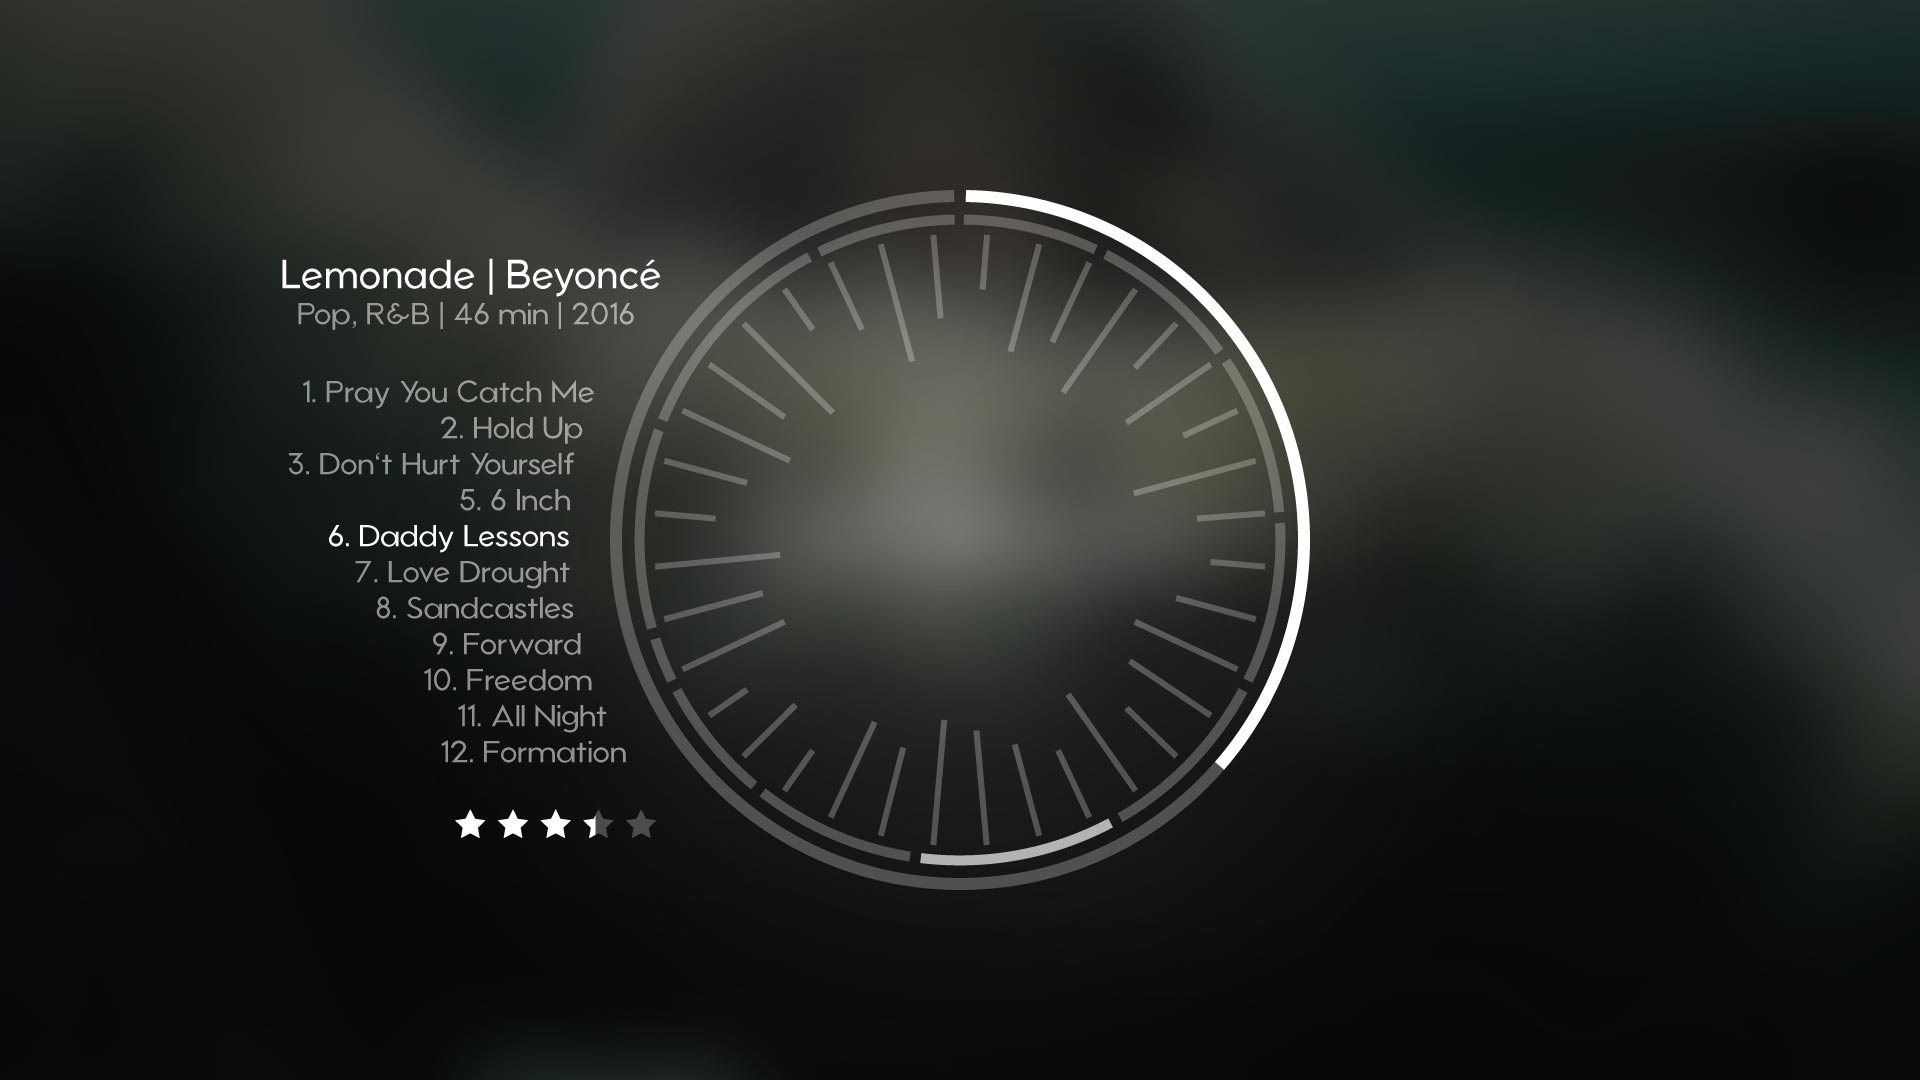 Lemonade | Beyoncé
Pop, R&B | 46 min | 2016
1. Pray You Catch Me
2. Hold Up
3. Don‘t Hurt Yourself
5. 6 Inch
6. Daddy Lessons
7. Love Drought
8. Sandcastles
9. Forward
10. Freedom
11. All Night
12. Formation